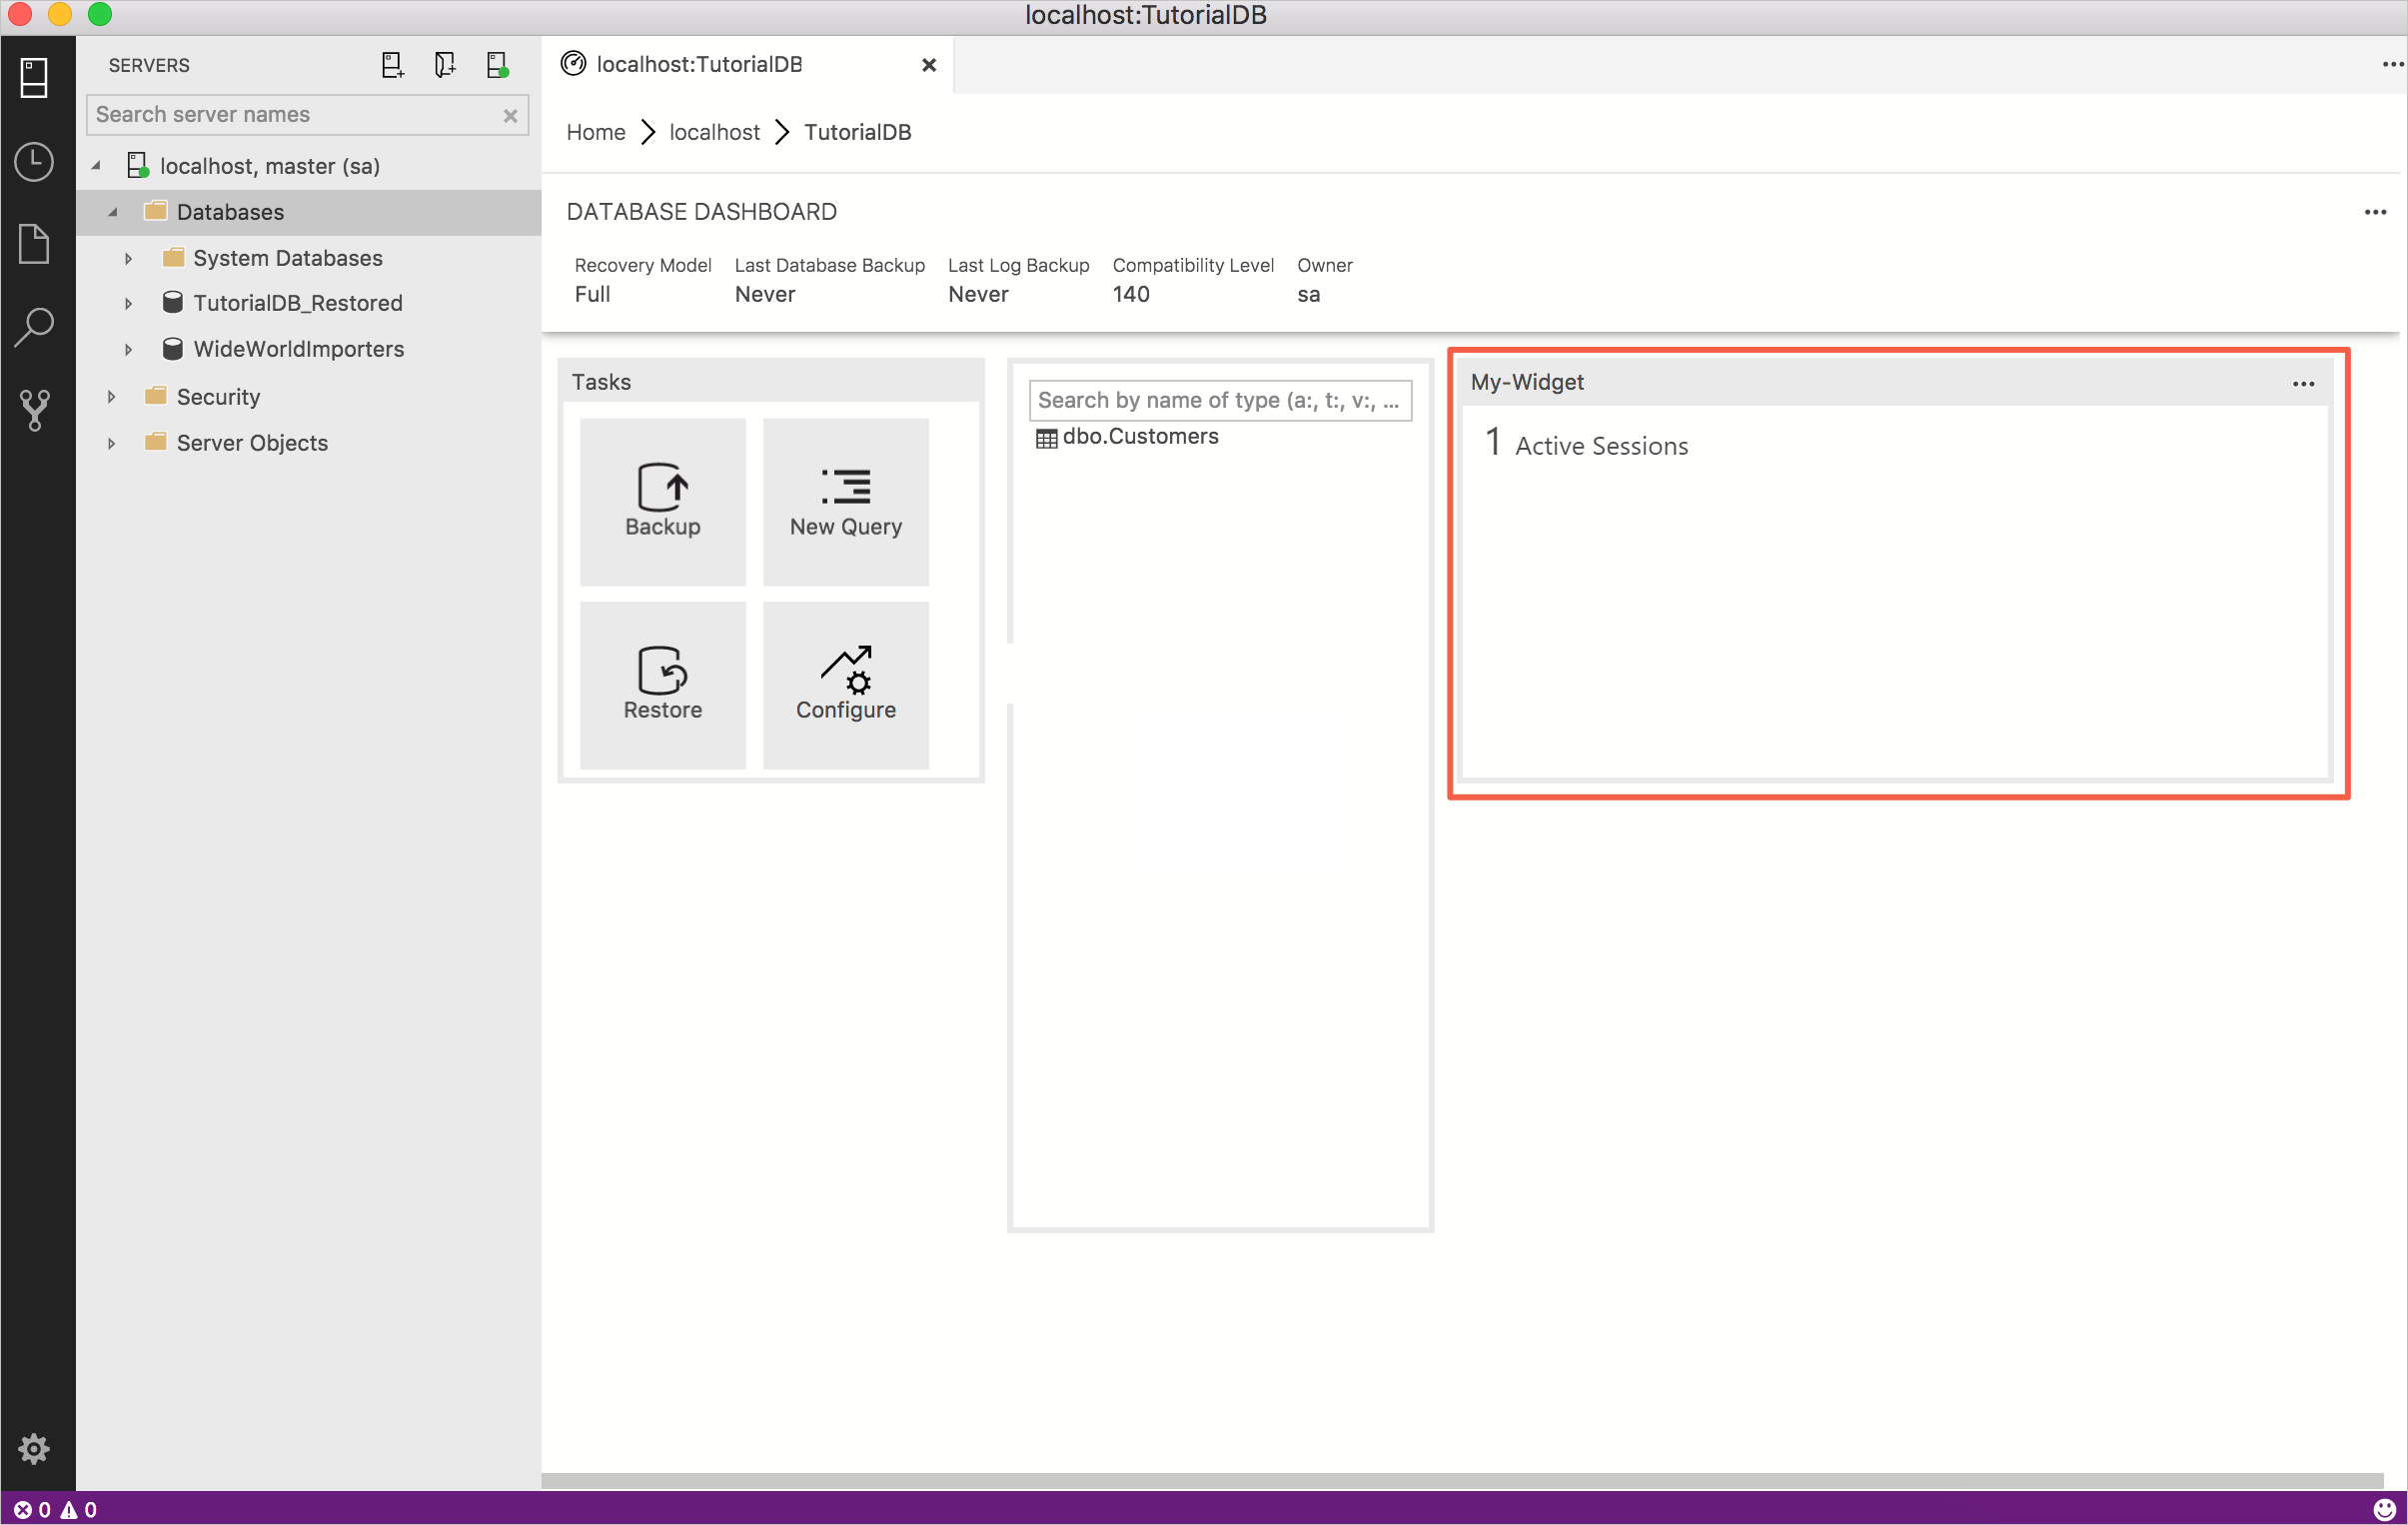 localhost:TutorialDB
SERVERS
Search server names
localhost, master (sa)
Databases
System Databases
TutorialDB_Restored
WideWorldImporters
Security
Server Objects
localhost:TutorialDB
Home localhost TutorialDB
DATABASE DASHBOARD
Recovery Model Last Database Backup Last Log Backup Compatibility Level Owner
Full Never Never 140 sa
Tasks
Backup
New Query
Restore
Configure
Search by name of type (a:, t:, v:, ...
dbo.Customers
My-Widget
1 Active Sessions
0 0